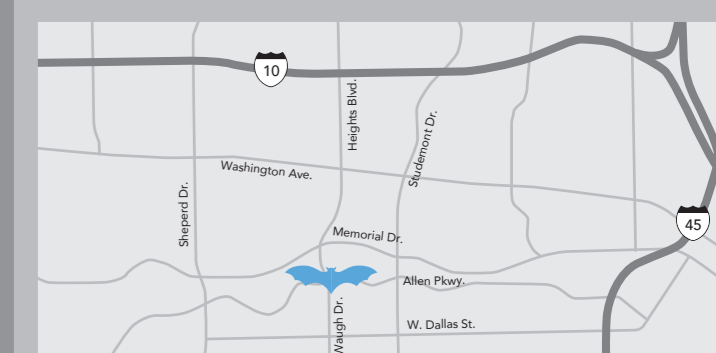 10
Heights Blvd.
Studemont Dr.
Washington Ave.
Sheperd Dr.
45
Memorial Dr.
Allen Pkwy.
Waugh Dr.
W. Dallas St.